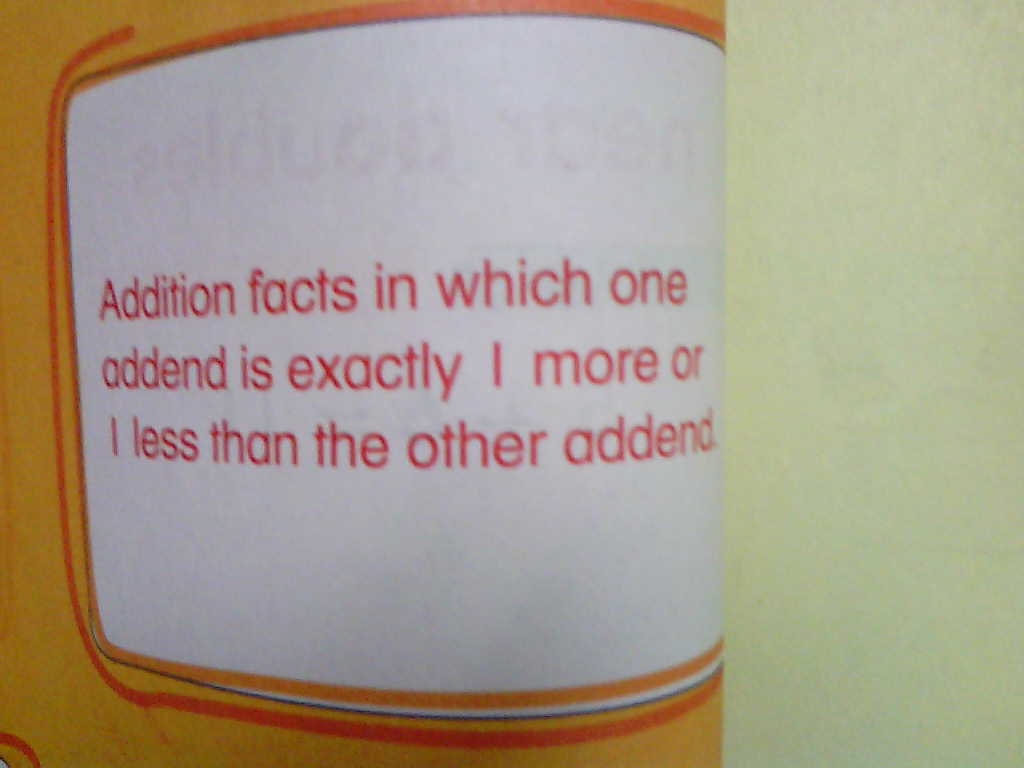 Addition facts in which one
addend is exactly 1 more or
1 less than the other addend.